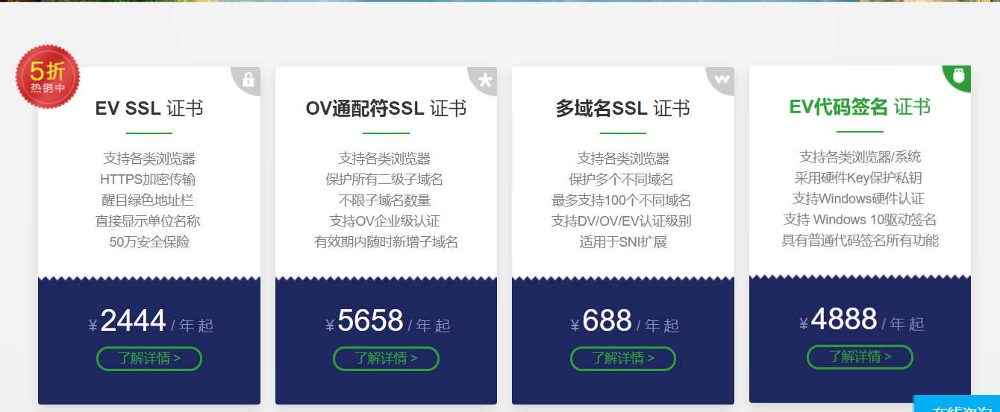 5折
热销中
EV SSL 证书
支持各类浏览器
HTTPS加密传输
醒目绿色地址栏
直接显示单位名称
50万安全保险
¥2444 / 年 起
了解详情 >
OV通配符SSL 证书
支持各类浏览器
保护所有二级子域名
不限子域名数量
支持OV企业级认证
有效期内随时新增子域名
¥5658 / 年 起
了解详情 >
多域名SSL 证书
支持各类浏览器
保护多个不同域名
最多支持100个不同域名
支持DV/OV/EV认证级别
适用于SNI扩展
¥688 / 年 起
了解详情 >
EV代码签名 证书
支持各类浏览器/系统
采用硬件Key保护私钥
支持Windows硬件认证
支持 Windows 10驱动签名
具有普通代码签名所有功能
¥4888 / 年 起
了解详情 >
在线咨询